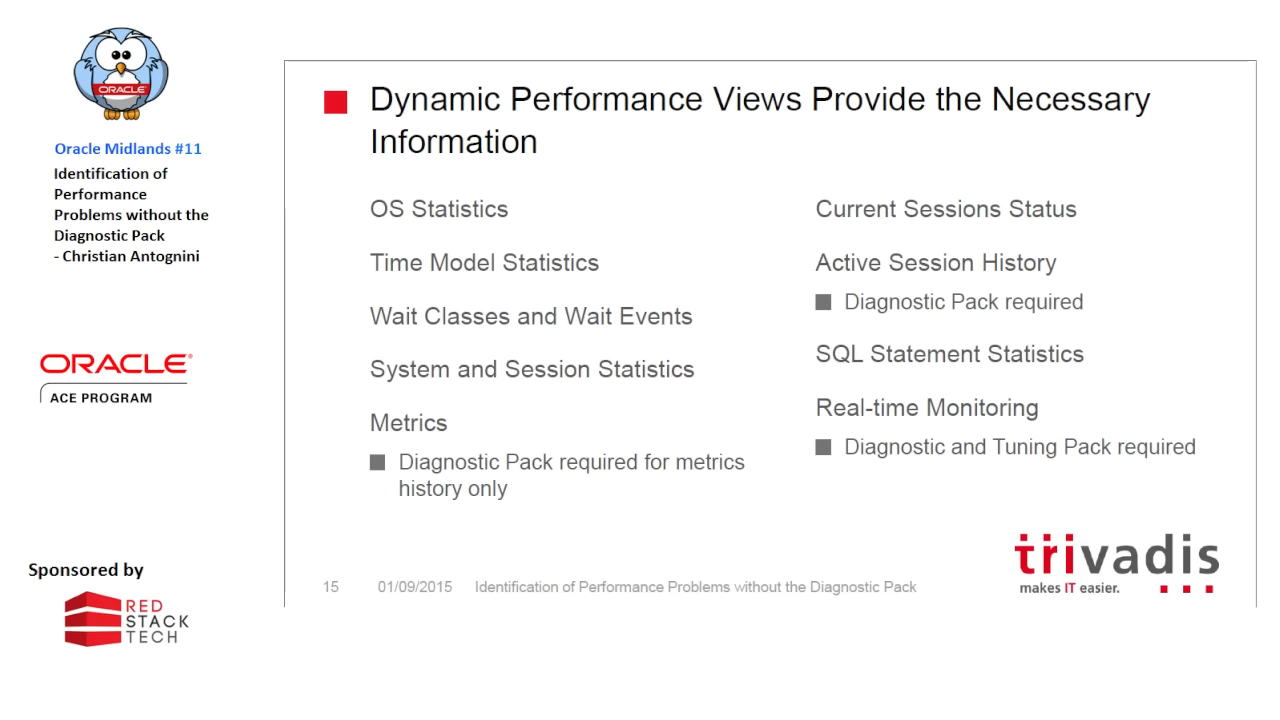 ORACLE
Oracle Midlands #11
Identification of
Performance
Problems without the
Diagnostic Pack
- Christian Antognini
ORACLE®
ACE PROGRAM
Sponsored by
RED
STACK
TECH
Dynamic Performance Views Provide the Necessary
Information
OS Statistics
Time Model Statistics
Wait Classes and Wait Events
System and Session Statistics
Metrics
Diagnostic Pack required for metrics
history only
Current Sessions Status
Active Session History
Diagnostic Pack required
SQL Statement Statistics
Real-time Monitoring
Diagnostic and Tuning Pack required
15 01/09/2015 Identification of Performance Problems without the Diagnostic Pack
trivadis
makes IT easier.